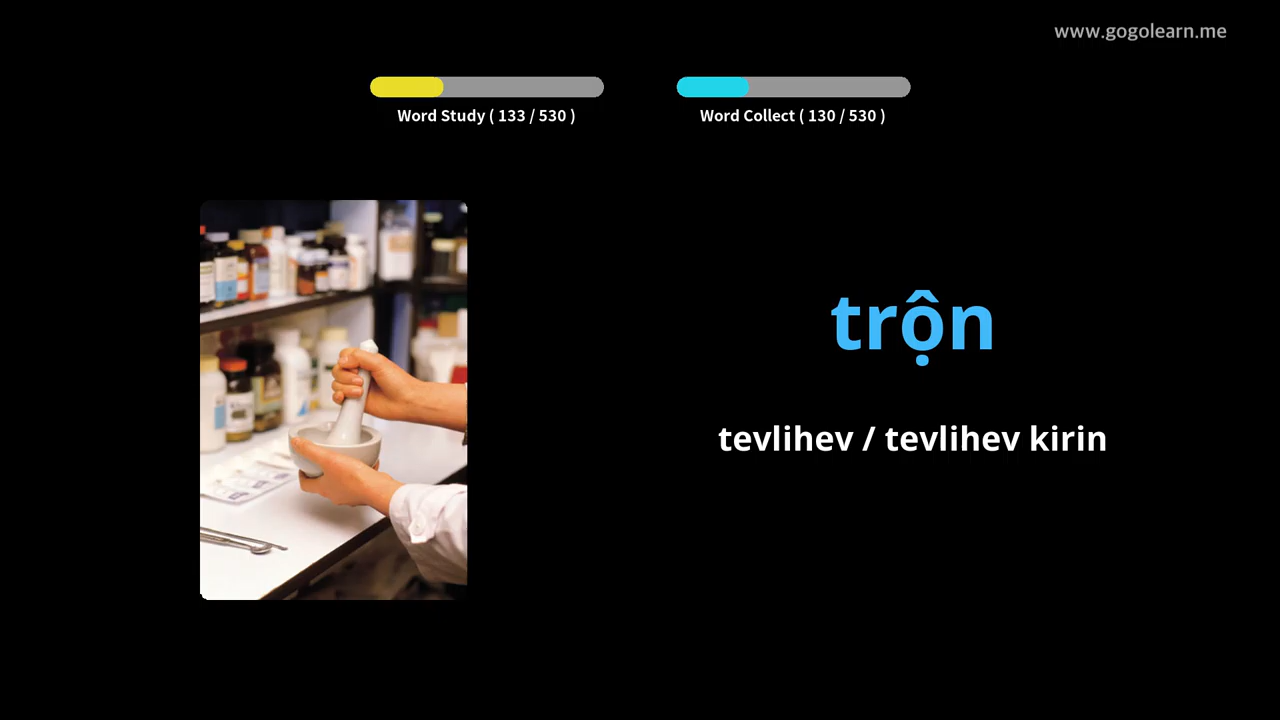 www.gogolearn.me
Word Study ( 133 / 530 )
Word Collect ( 130 / 530 )
trộn
tevlihev / tevlihev kirin